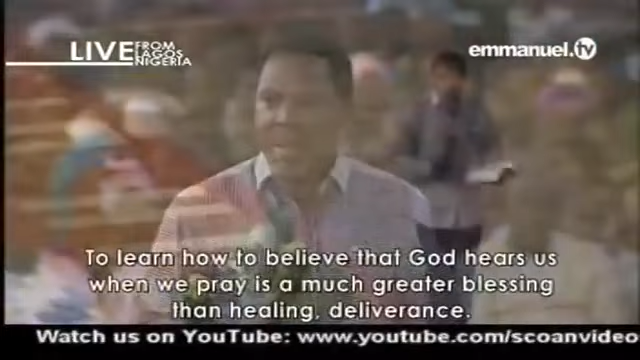 LIVE FROM
LAGOS
NIGERIA
emmanuel.tv
To learn how to believe that God hears us
when we pray is a much greater blessing
than healing, deliverance.
Watch us on YouTube: www.youtube.com/scoanvideo